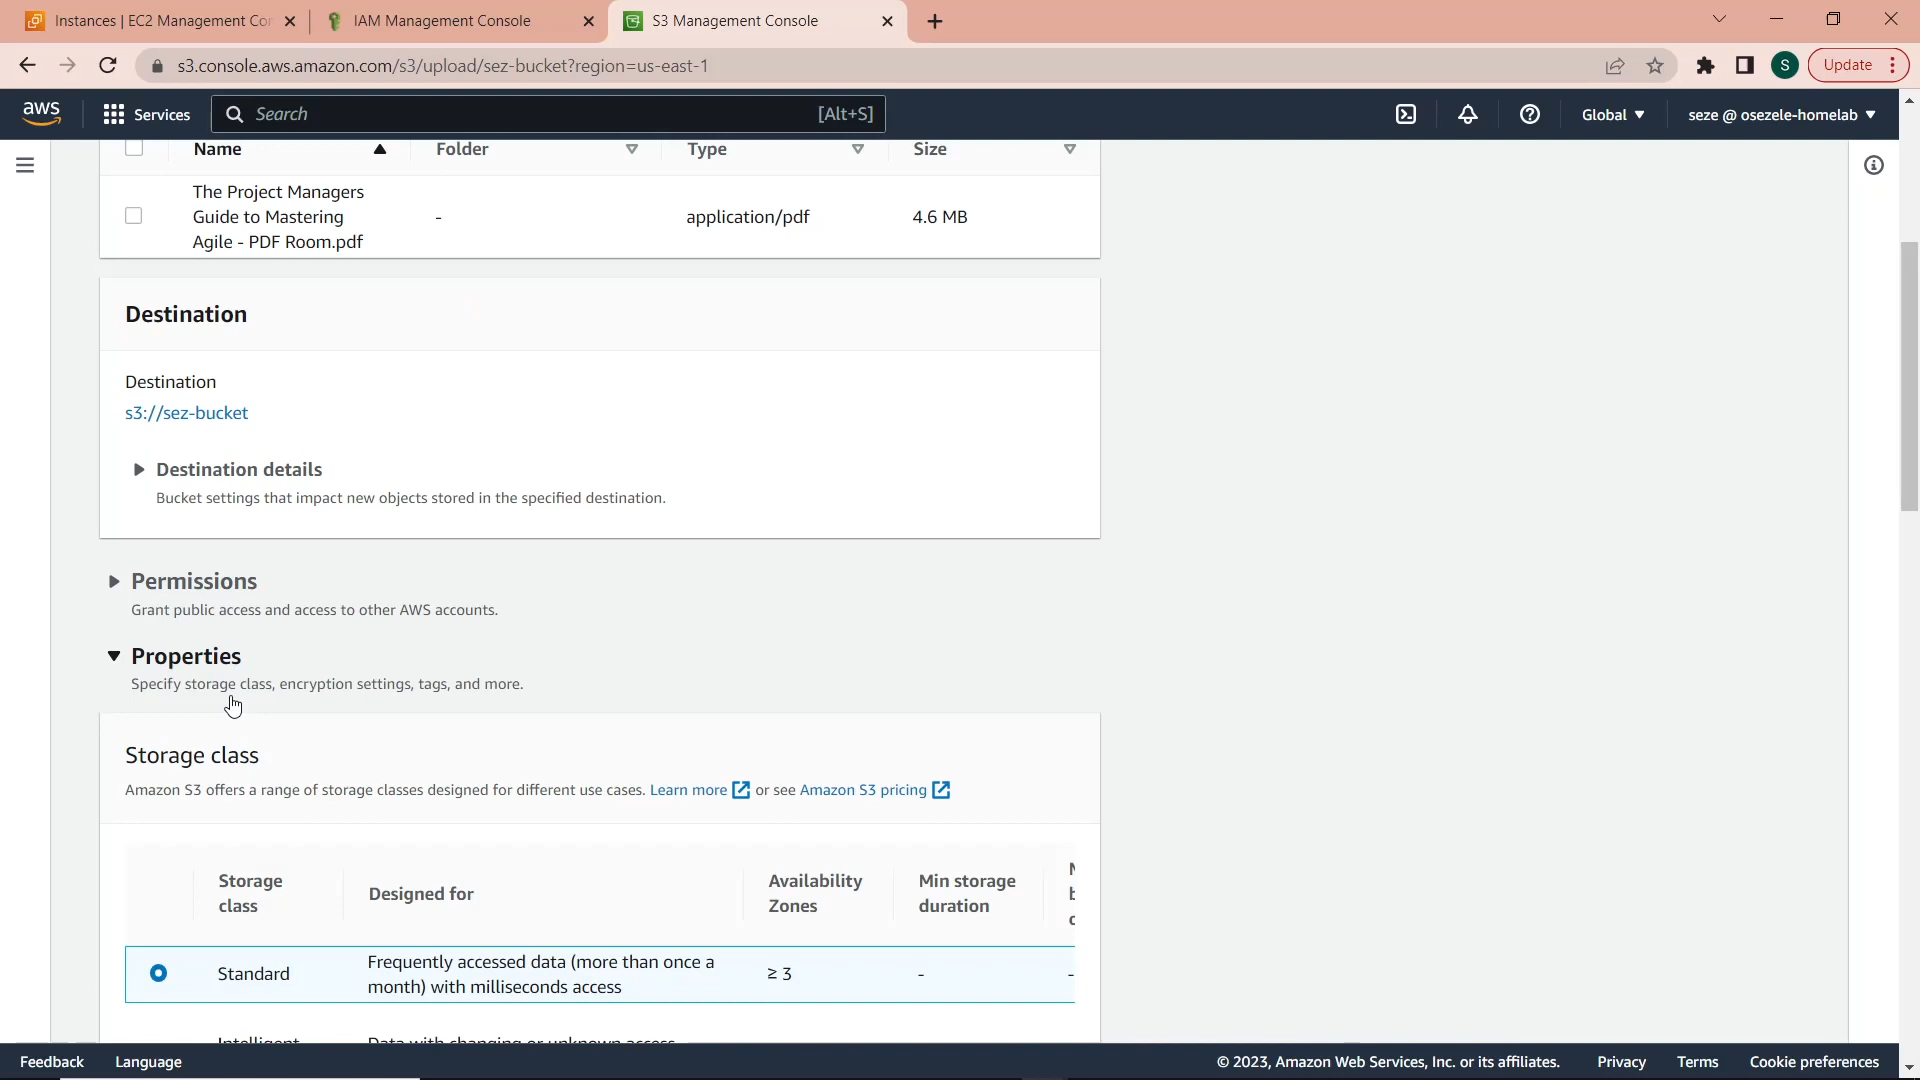 Instances | EC2 Management Co
IAM Management Console
S3 Management Console
s3.console.aws.amazon.com/s3/upload/sez-bucket?region=us-east-1
S
Update
aws
Services
Search
[Alt+S]
Global
seze @ osezele-homelab
Name
Folder
Type
Size
The Project Managers
Guide to Mastering
Agile - PDF Room.pdf
-
application/pdf
4.6 MB
Destination
Destination
s3://sez-bucket
Destination details
Bucket settings that impact new objects stored in the specified destination.
Permissions
Grant public access and access to other AWS accounts.
Properties
Specify storage class, encryption settings, tags, and more.
Storage class
Amazon S3 offers a range of storage classes designed for different use cases. Learn more or see Amazon S3 pricing
Storage
class
Designed for
Availability
Zones
Min storage
duration
Standard
Frequently accessed data (more than once a
month) with milliseconds access
≥ 3
-
-
Feedback
Language
© 2023, Amazon Web Services, Inc. or its affiliates.
Privacy
Terms
Cookie preferences